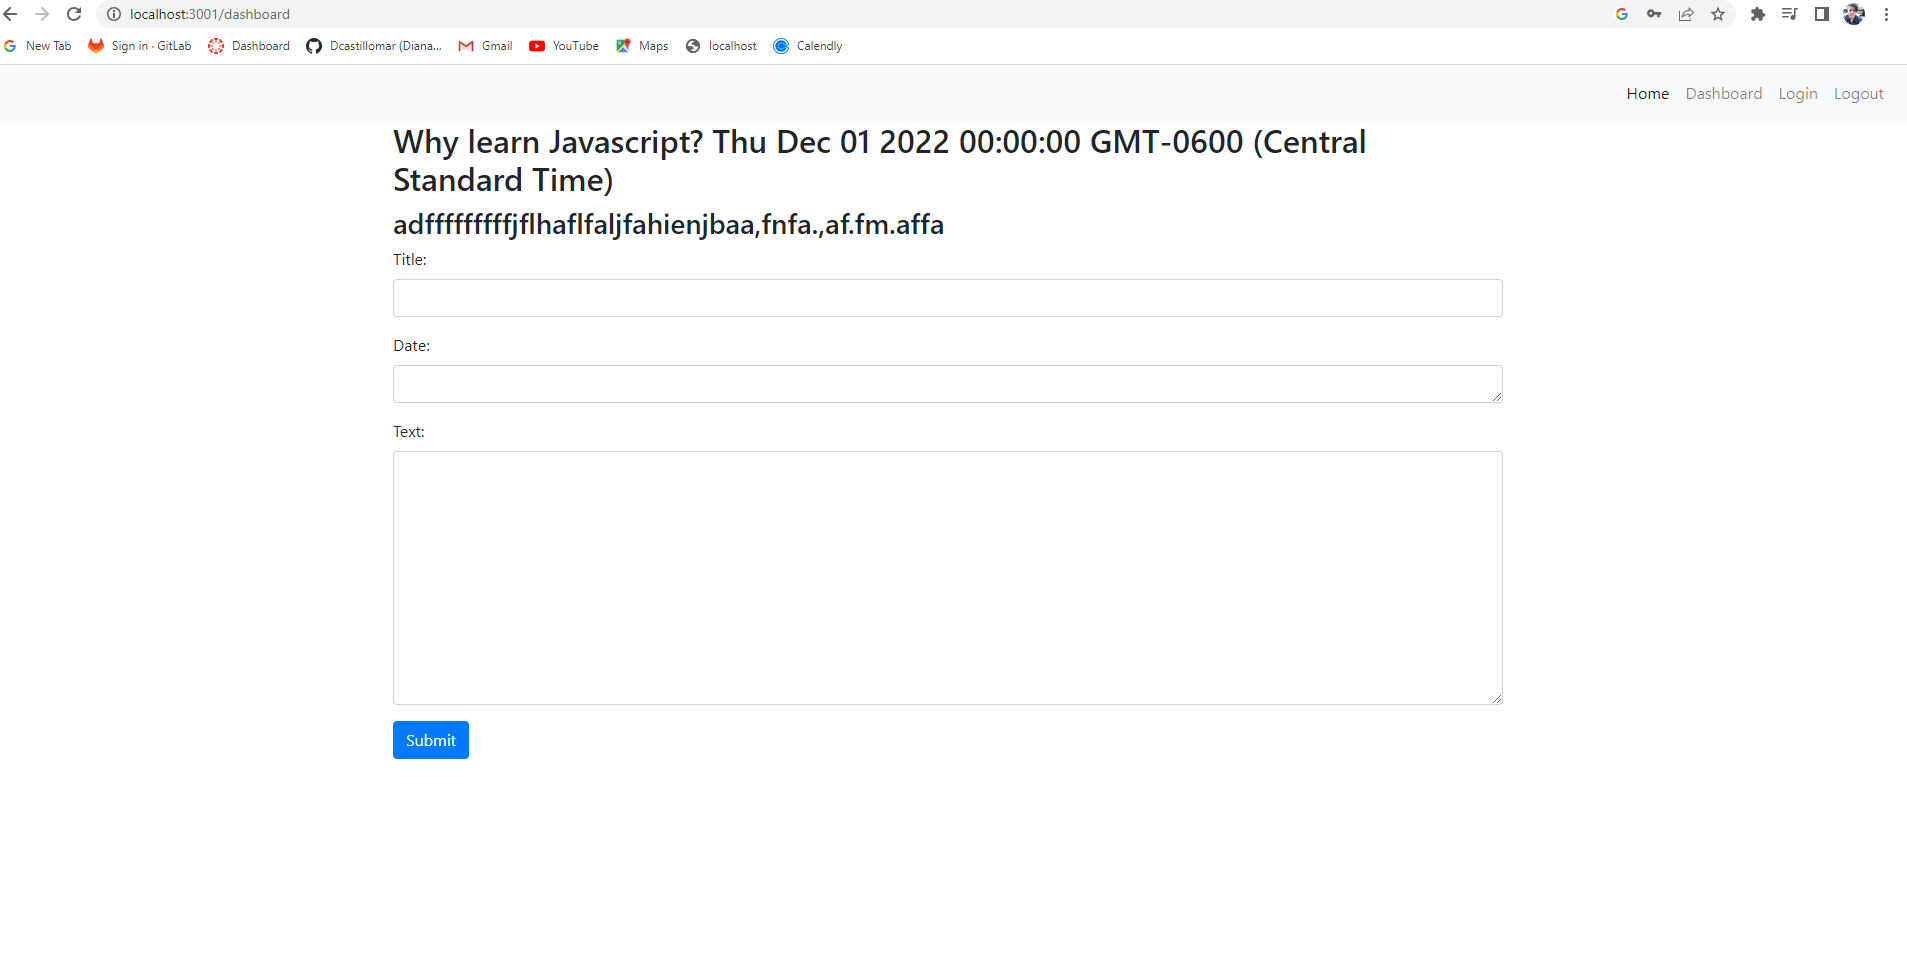 localhost:3001/dashboard
New Tab Sign in · GitLab Dashboard Dcastillomar (Diana... Gmail YouTube Maps localhost Calendly
Home Dashboard Login Logout
Why learn Javascript? Thu Dec 01 2022 00:00:00 GMT-0600 (Central
Standard Time)
adfffffffffjflhaflfaljfahienjbaa,fnfa.,af.fm.affa
Title:
Date:
Text:
Submit